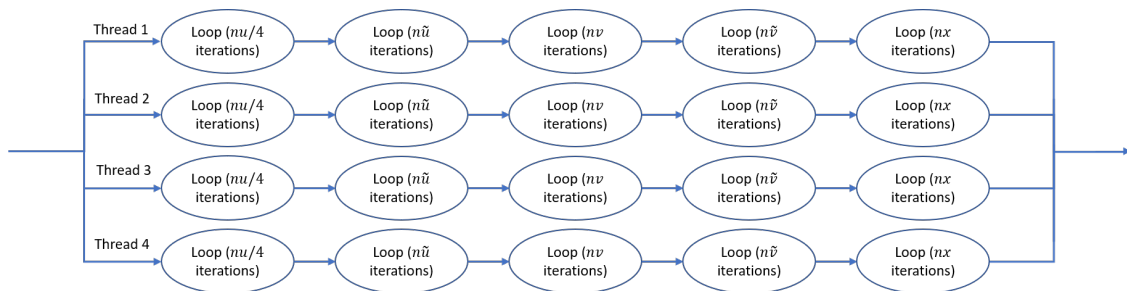 Thread 1
Loop (nu/4 iterations)
Loop (nũ iterations)
Loop (nv iterations)
Loop (nṽ iterations)
Loop (nx iterations)
Thread 2
Loop (nu/4 iterations)
Loop (nũ iterations)
Loop (nv iterations)
Loop (nṽ iterations)
Loop (nx iterations)
Thread 3
Loop (nu/4 iterations)
Loop (nũ iterations)
Loop (nv iterations)
Loop (nṽ iterations)
Loop (nx iterations)
Thread 4
Loop (nu/4 iterations)
Loop (nũ iterations)
Loop (nv iterations)
Loop (nṽ iterations)
Loop (nx iterations)